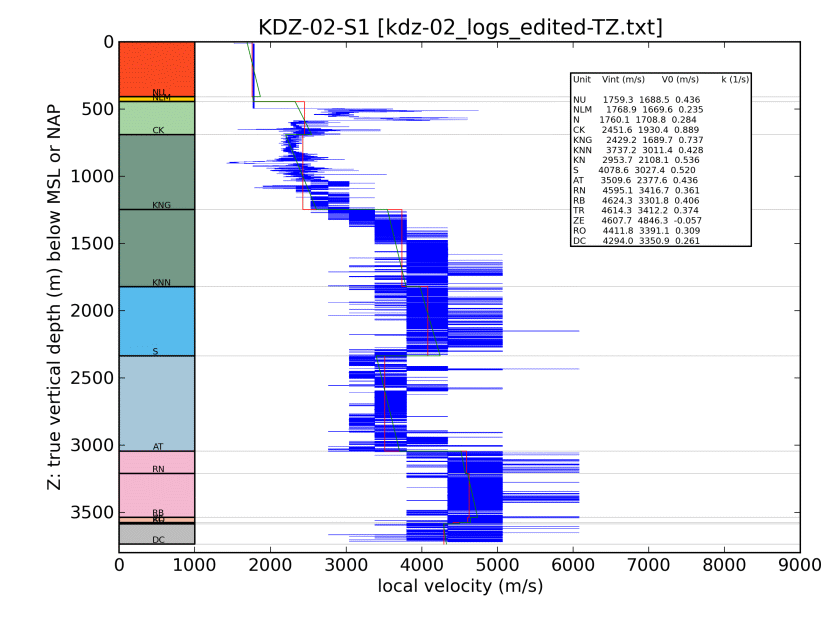 KDZ-02-S1 [kdz-02_logs_edited-TZ.txt]
Z: true vertical depth (m) below MSL or NAP
0
500
1000
1500
2000
2500
3000
3500
NU
NLM
CK
KNG
KNN
S
AT
RN
RB
DC
Unit Vint (m/s) V0 (m/s) k (1/s)
NU 1759.3 1688.5 0.436
NLM 1768.9 1669.6 0.235
N 1760.1 1708.8 0.284
CK 2451.6 1930.4 0.889
KNG 2429.2 1689.7 0.737
KNN 3737.2 3011.4 0.428
KN 2953.7 2108.1 0.536
S 4078.6 3027.4 0.520
AT 3509.6 2377.6 0.436
RN 4595.1 3416.7 0.361
RB 4624.3 3301.8 0.406
TR 4614.3 3412.2 0.374
ZE 4607.7 4846.3 -0.057
RO 4411.8 3391.1 0.309
DC 4294.0 3350.9 0.261
0 1000 2000 3000 4000 5000 6000 7000 8000 9000
local velocity (m/s)